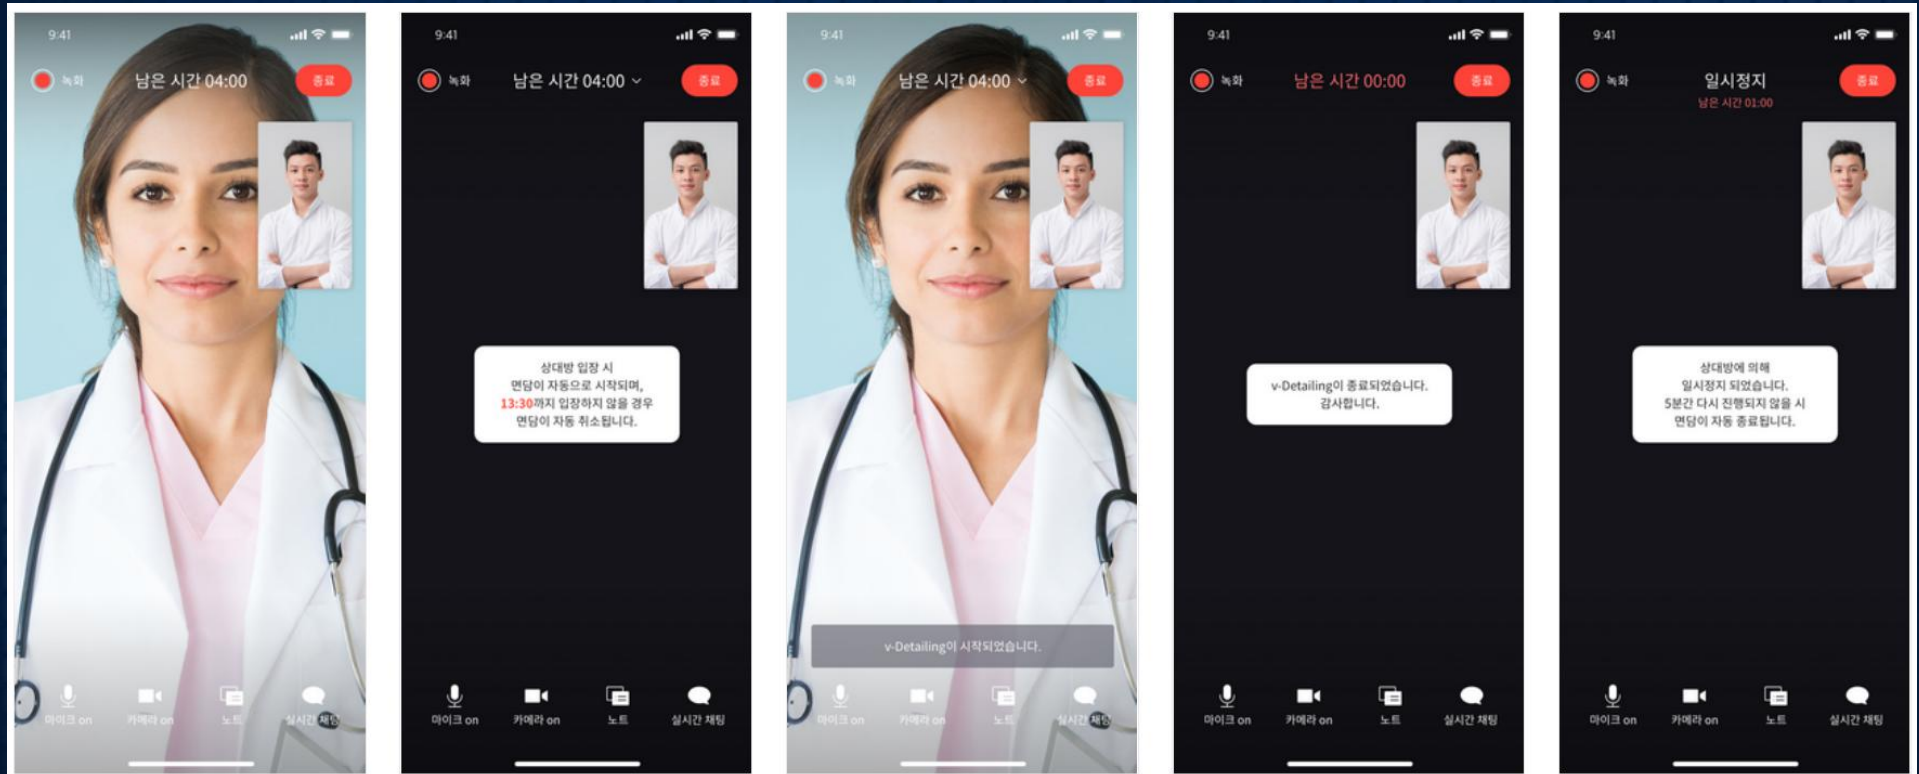 9:41
녹화
남은 시간 04:00
종료
마이크 on
카메라 on
노트
실시간 채팅
9:41
녹화
남은 시간 04:00
종료
상대방 입장 시
면담이 자동으로 시작되며,
13:30까지 입장하지 않을 경우
면담이 자동 취소됩니다.
마이크 on
카메라 on
노트
실시간 채팅
9:41
녹화
남은 시간 04:00
종료
v-Detailing이 시작되었습니다.
마이크 on
카메라 on
노트
실시간 채팅
9:41
녹화
남은 시간 00:00
종료
v-Detailing이 종료되었습니다.
감사합니다.
마이크 on
카메라 on
노트
실시간 채팅
9:41
녹화
일시정지
종료
남은 시간 01:00
상대방에 의해
일시정지 되었습니다.
5분간 다시 진행되지 않을 시
면담이 자동 종료됩니다.
마이크 on
카메라 on
노트
실시간 채팅